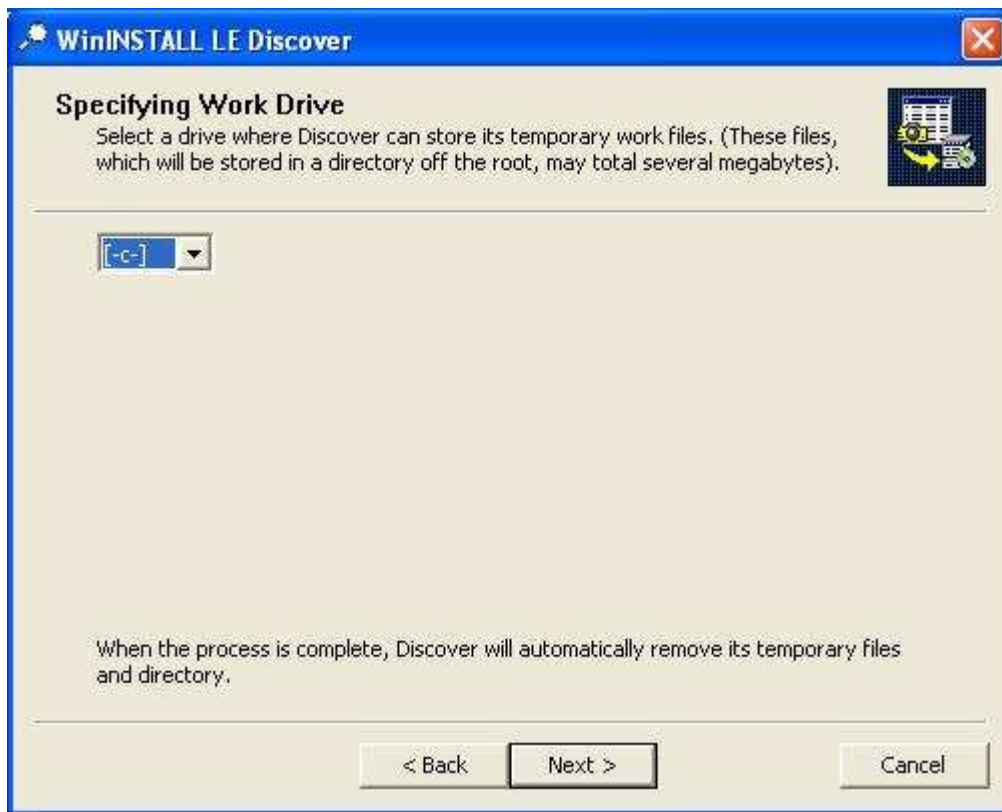 WinINSTALL LE Discover
Specifying Work Drive
Select a drive where Discover can store its temporary work files. (These files,
which will be stored in a directory off the root, may total several megabytes).
[-c-]
When the process is complete, Discover will automatically remove its temporary files
and directory.
< Back Next > Cancel